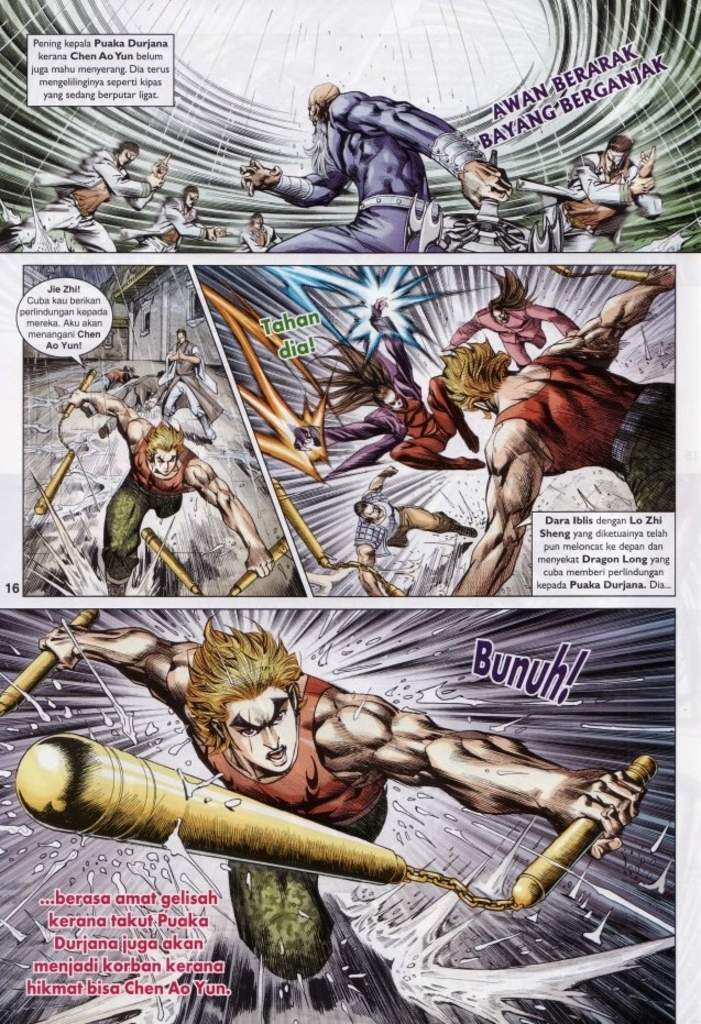 Pening kepala Puaka Durjana
kerana Chen Ao Yun belum
juga mahu menyerang. Dia terus
mengelilinginya seperti kipas
yang sedang berputar ligat.
AWAN BERARAK
BAYANG BERGANJAK
Jie Zhi!
Cuba kau berikan
perlindungan kepada
mereka. Aku akan
menangani Chen
Ao Yun!
Tahan
dia!
Dara Iblis dengan Lo Zhi
Sheng yang diketuainya telah
pun meloncat ke depan dan
menyekat Dragon Long yang
cuba memberi perlindungan
kepada Puaka Durjana. Dia...
16
Bunuh!
...berasa amat gelisah
kerana takut Puaka
Durjana juga akan
menjadi korban kerana
hikmat bisa Chen Ao Yun.